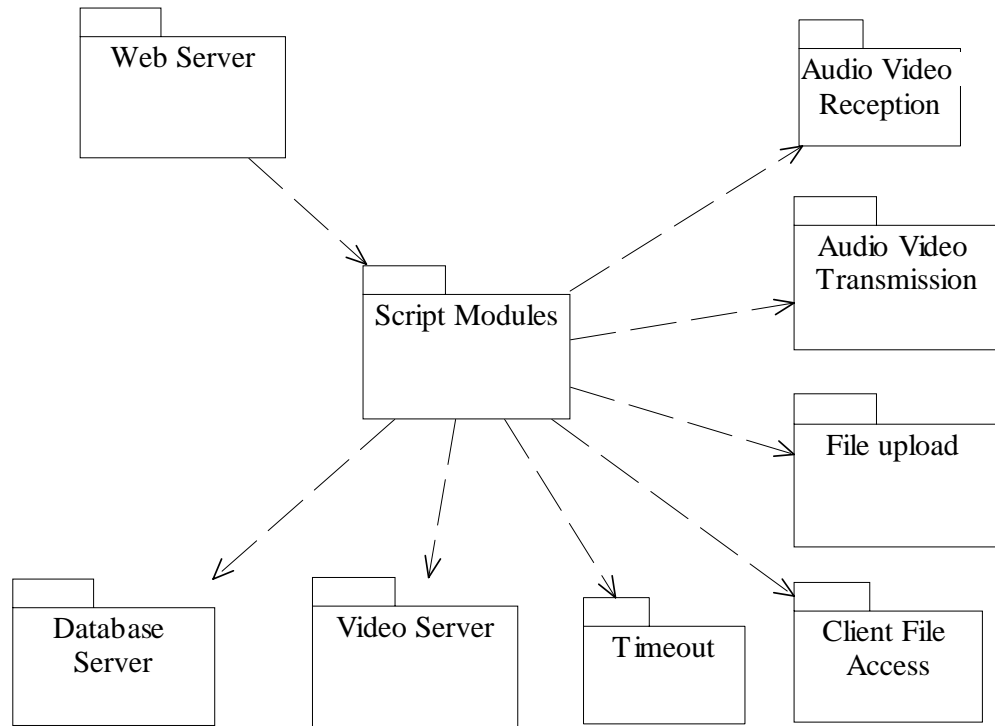 Web Server
Audio Video
Reception
Audio Video
Transmission
Script Modules
File upload
Database
Server
Video Server
Timeout
Client File
Access